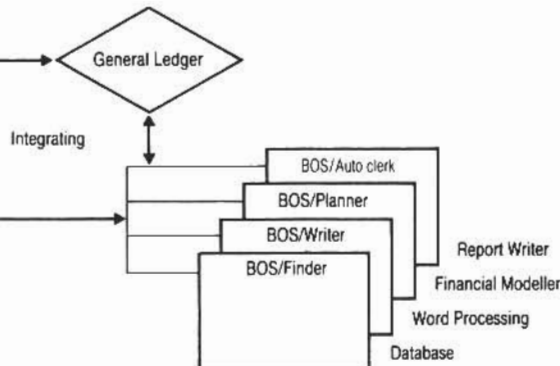 General Ledger
Integrating
BOS/Auto clerk
BOS/Planner
BOS/Writer
BOS/Finder
Report Writer
Financial Modeller
Word Processing
Database